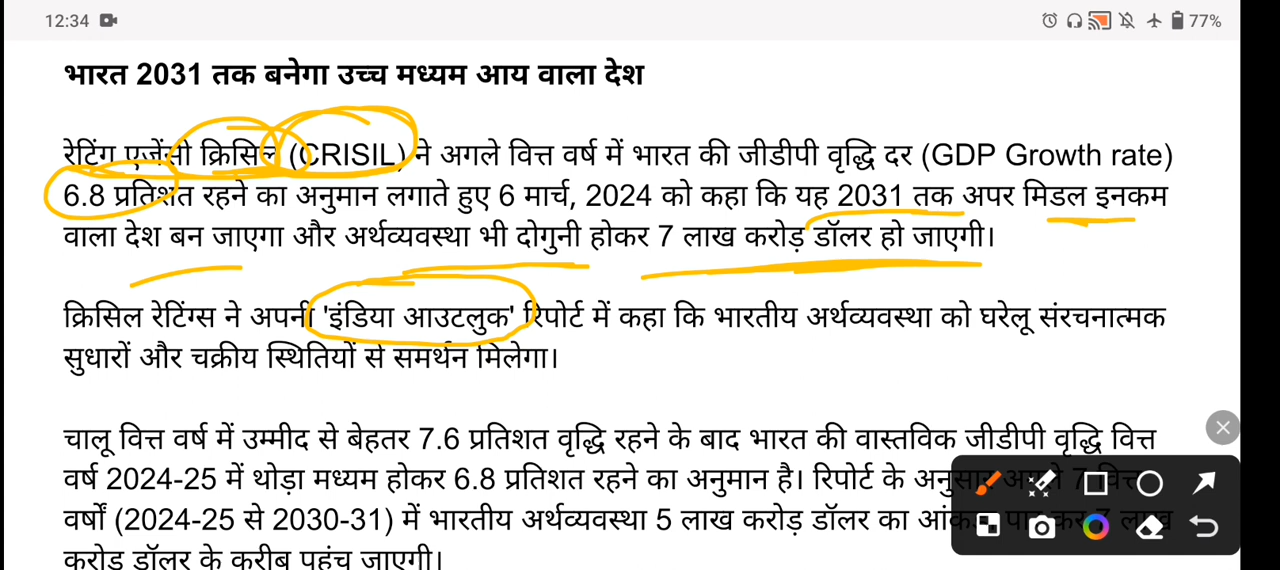 12:34
77%
भारत 2031 तक बनेगा उच्च मध्यम आय वाला देश
रेटिंग एजेंसी क्रिसिल (CRISIL) ने अगले वित्त वर्ष में भारत की जीडीपी वृद्धि दर (GDP Growth rate)
6.8 प्रतिशत रहने का अनुमान लगाते हुए 6 मार्च, 2024 को कहा कि यह 2031 तक अपर मिडल इनकम
वाला देश बन जाएगा और अर्थव्यवस्था भी दोगुनी होकर 7 लाख करोड़ डॉलर हो जाएगी।
क्रिसिल रेटिंग्स ने अपनी 'इंडिया आउटलुक' रिपोर्ट में कहा कि भारतीय अर्थव्यवस्था को घरेलू संरचनात्मक
सुधारों और चक्रीय स्थितियों से समर्थन मिलेगा।
चालू वित्त वर्ष में उम्मीद से बेहतर 7.6 प्रतिशत वृद्धि रहने के बाद भारत की वास्तविक जीडीपी वृद्धि वित्त
वर्ष 2024-25 में थोड़ा मध्यम होकर 6.8 प्रतिशत रहने का अनुमान है। रिपोर्ट के अनुसार अगले 7 वित्त
वर्षों (2024-25 से 2030-31) में भारतीय अर्थव्यवस्था 5 लाख करोड़ डॉलर का 7 लाख
करोड़ डॉलर के करीब पहुंच जाएगी।